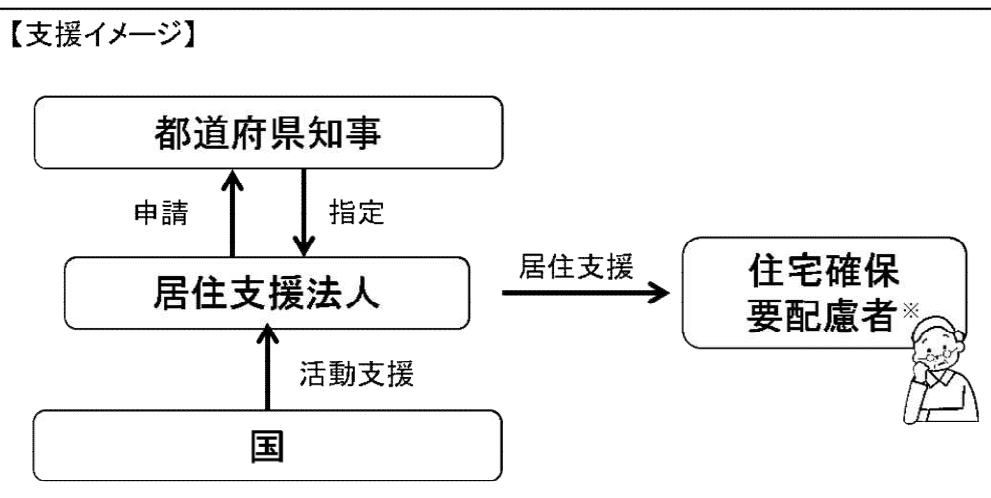 【支援イメージ】
都道府県知事
申請
指定
居住支援法人
居住支援
住宅確保
要配慮者※
活動支援
国